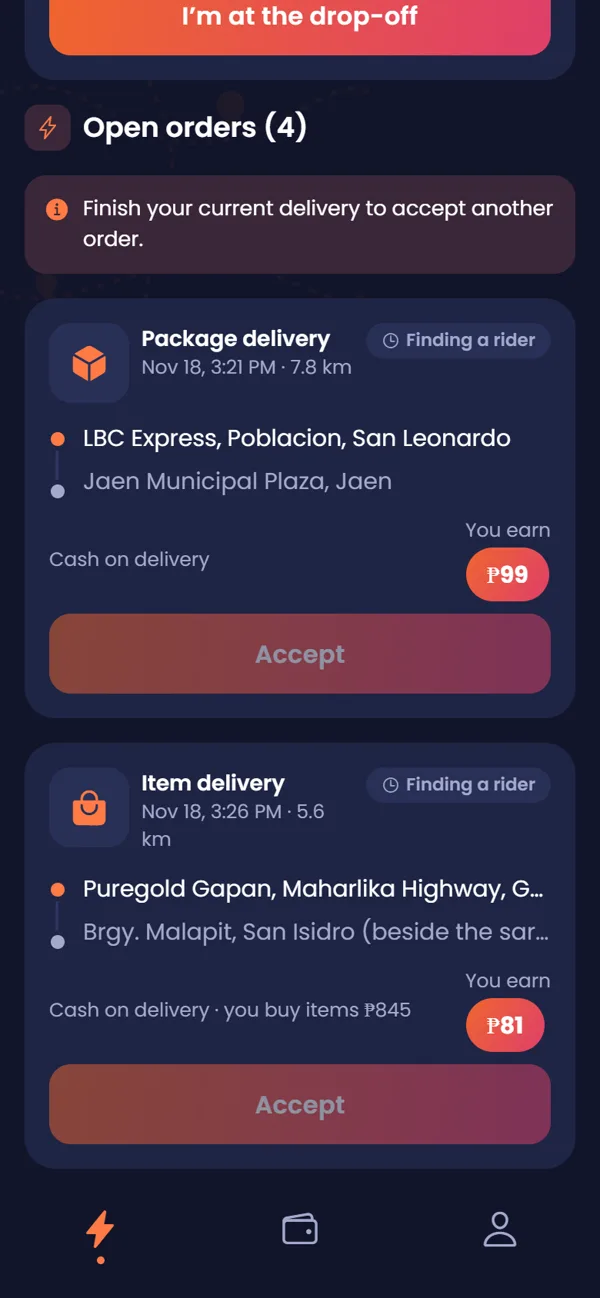 I'm at the drop-off
Open orders (4)
Finish your current delivery to accept another
order.
Package delivery
Finding a rider
Nov 18, 3:21 PM · 7.8 km
LBC Express, Poblacion, San Leonardo
Jaen Municipal Plaza, Jaen
You earn
Cash on delivery
₱99
Accept
Item delivery
Finding a rider
Nov 18, 3:26 PM · 5.6
km
Puregold Gapan, Maharlika Highway, G...
Brgy. Malapit, San Isidro (beside the sar...
You earn
Cash on delivery · you buy items ₱845
₱81
Accept